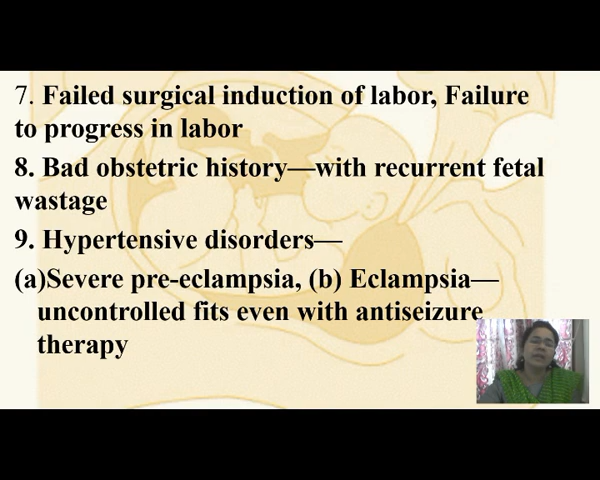 7. Failed surgical induction of labor, Failure
to progress in labor
8. Bad obstetric history—with recurrent fetal
wastage
9. Hypertensive disorders—
(a)Severe pre-eclampsia, (b) Eclampsia—
uncontrolled fits even with antiseizure
therapy